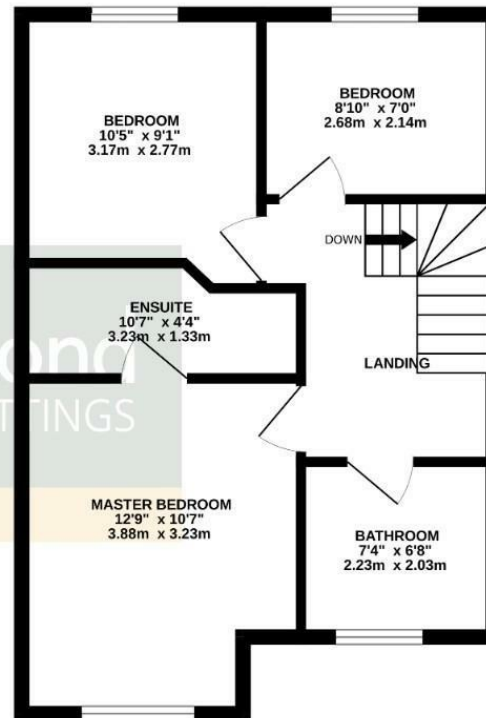 BEDROOM
10'5" x 9'1"
3.17m x 2.77m
BEDROOM
8'10" x 7'0"
2.68m x 2.14m
DOWN
ENSUITE
10'7" x 4'4"
3.23m x 1.33m
LANDING
MASTER BEDROOM
12'9" x 10'7"
3.88m x 3.23m
BATHROOM
7'4" x 6'8"
2.23m x 2.03m